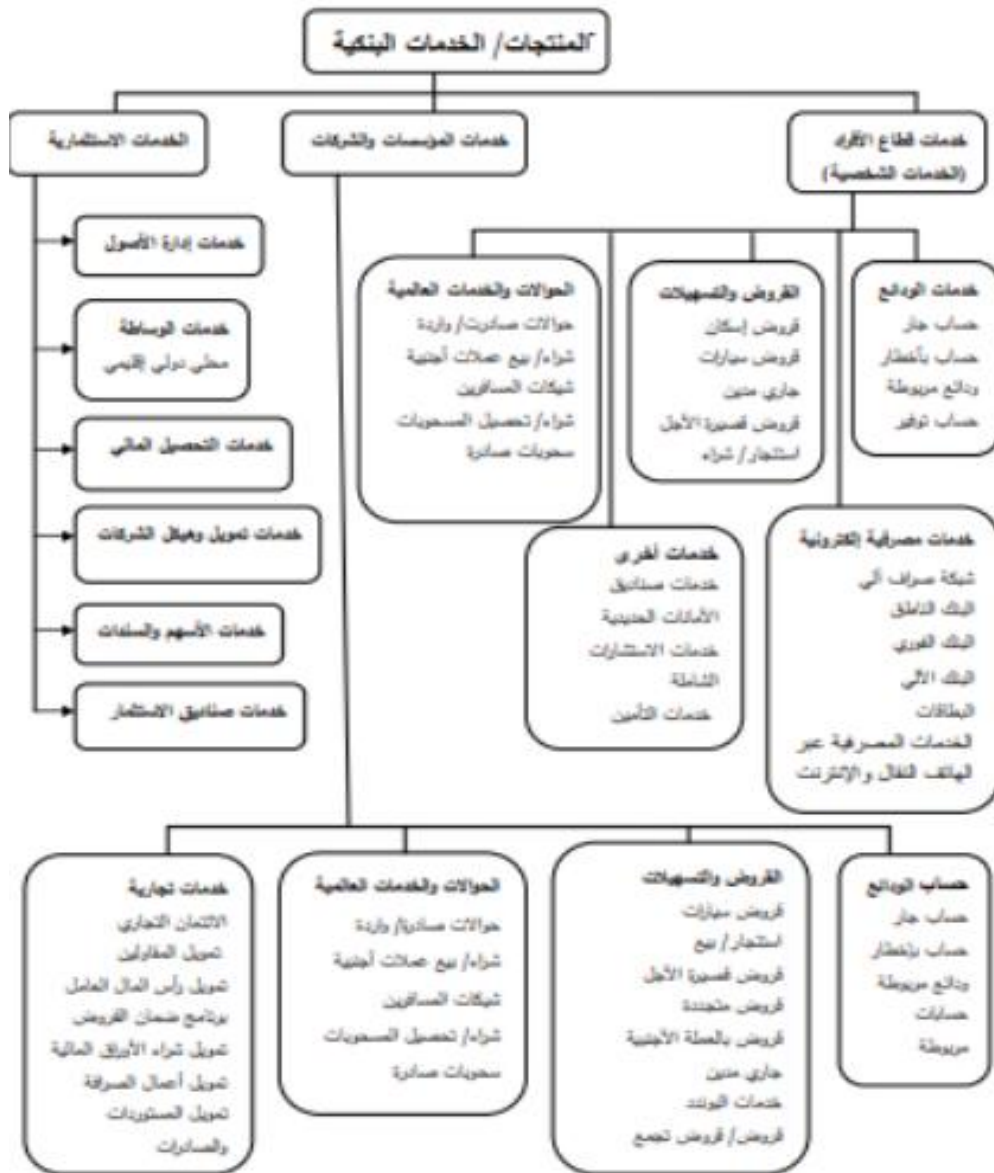 المنتجات/ الخدمات البنكية
خدمات قطاع الأفراد
(الخدمات الشخصية)
خدمات المؤسسات والشركات
الخدمات الاستثمارية
خدمات الودائع
حساب جار
حساب بأخطار
ودائع مربوطة
حساب توفير
القروض والتسهيلات
قروض إسكان
قروض سيارات
جاري مدين
قروض قصيرة الأجل
استئجار/ شراء
الحوالات والخدمات العالمية
حوالات صادرت/ واردة
شراء/ بيع عملات أجنبية
شيكات المسافرين
شراء/ تحصيل المسحوبات
سحوبات صادرة
خدمات مصرفية إلكترونية
شبكة صراف آلي
البنك الناطق
البنك الفوري
البنك الآلي
البطاقات
الخدمات المصرفية عبر
الهاتف النقال والإنترنت
خدمات أخرى
خدمات صناديق
الأمانات الحديدية
خدمات الاستشارات
الشاملة
خدمات التأمين
خدمات إدارة الأصول
خدمات الوساطة
محلي دولي إقليمي
خدمات التحصيل المالي
خدمات تمويل وهيكل الشركات
خدمات الأسهم والسندات
خدمات صناديق الاستثمار
حساب الودائع
حساب جار
حساب بإخطار
ودائع مربوطة
حسابات
مربوطة
القروض والتسهيلات
قروض سيارات
استئجار/ بيع
قروض قصيرة الأجل
قروض متجددة
قروض بالعملة الأجنبية
جاري مدين
خدمات البوندد
قروض/ قروض تجمع
الحوالات والخدمات العالمية
حوالات صادرة/ واردة
شراء/ بيع عملات أجنبية
شيكات المسافرين
شراء/ تحصيل المسحوبات
سحوبات صادرة
خدمات تجارية
الائتمان التجاري
تمويل المقاولين
تمويل رأس المال العامل
برنامج ضمان القروض
تمويل شراء الأوراق المالية
تمويل أعمال الصرافة
تمويل المستوردات
والصادرات